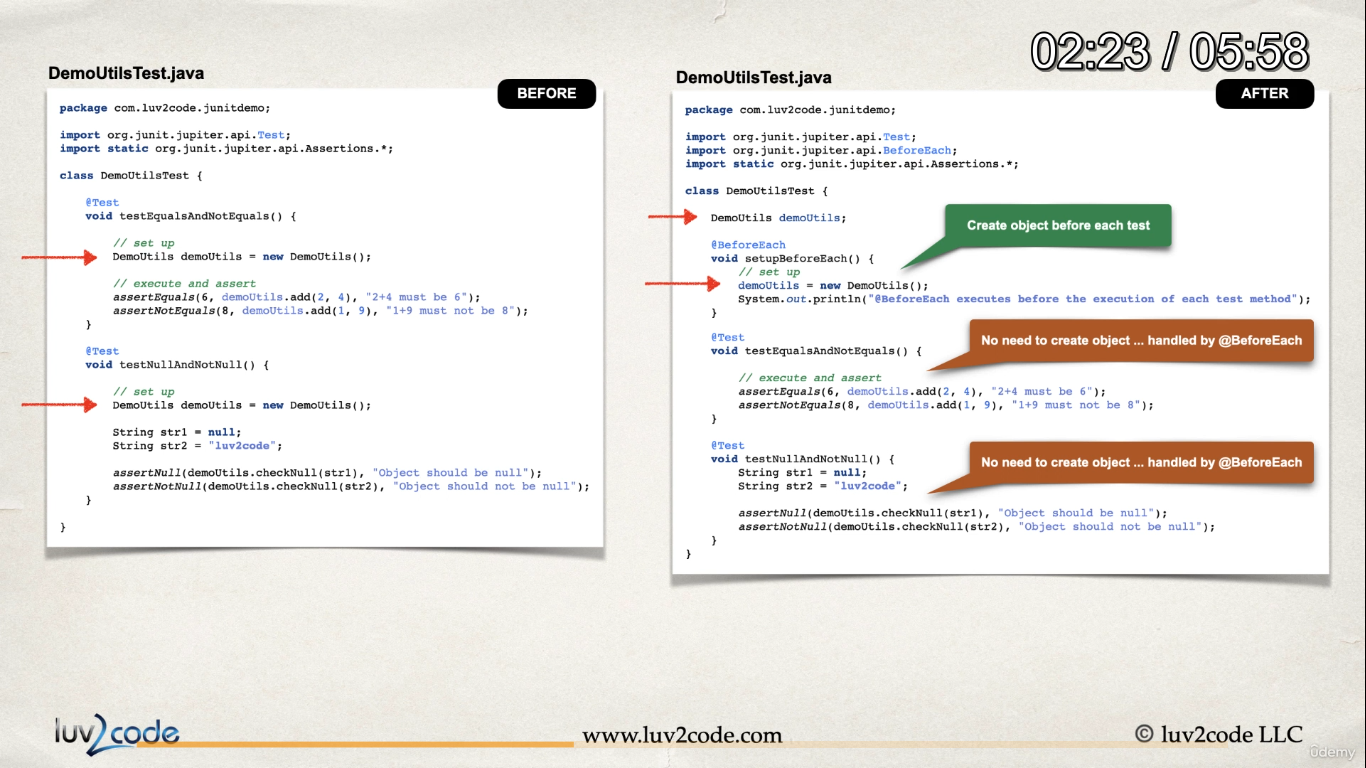 02:23 / 05:58
DemoUtilsTest.java
BEFORE
package com.luv2code.junitdemo;
import org.junit.jupiter.api.Test;
import static org.junit.jupiter.api.Assertions.*;
class DemoUtilsTest {
@Test
void testEqualsAndNotEquals() {
// set up
DemoUtils demoUtils = new DemoUtils();
// execute and assert
assertEquals(6, demoUtils.add(2, 4), "2+4 must be 6");
assertNotEquals(8, demoUtils.add(1, 9), "1+9 must not be 8");
}
@Test
void testNullAndNotNull() {
// set up
DemoUtils demoUtils = new DemoUtils();
String str1 = null;
String str2 = "luv2code";
assertNull(demoUtils.checkNull(str1), "Object should be null");
assertNotNull(demoUtils.checkNull(str2), "Object should not be null");
}
}
DemoUtilsTest.java
AFTER
package com.luv2code.junitdemo;
import org.junit.jupiter.api.Test;
import org.junit.jupiter.api.BeforeEach;
import static org.junit.jupiter.api.Assertions.*;
class DemoUtilsTest {
DemoUtils demoUtils;
Create object before each test
@BeforeEach
void setupBeforeEach() {
// set up
demoUtils = new DemoUtils();
System.out.println("@BeforeEach executes before the execution of each test method");
}
@Test
No need to create object ... handled by @BeforeEach
void testEqualsAndNotEquals() {
// execute and assert
assertEquals(6, demoUtils.add(2, 4), "2+4 must be 6");
assertNotEquals(8, demoUtils.add(1, 9), "1+9 must not be 8");
}
@Test
No need to create object ... handled by @BeforeEach
void testNullAndNotNull() {
String str1 = null;
String str2 = "luv2code";
assertNull(demoUtils.checkNull(str1), "Object should be null");
assertNotNull(demoUtils.checkNull(str2), "Object should not be null");
}
}
luv2code
www.luv2code.com
© luv2code LLC
ûdemy